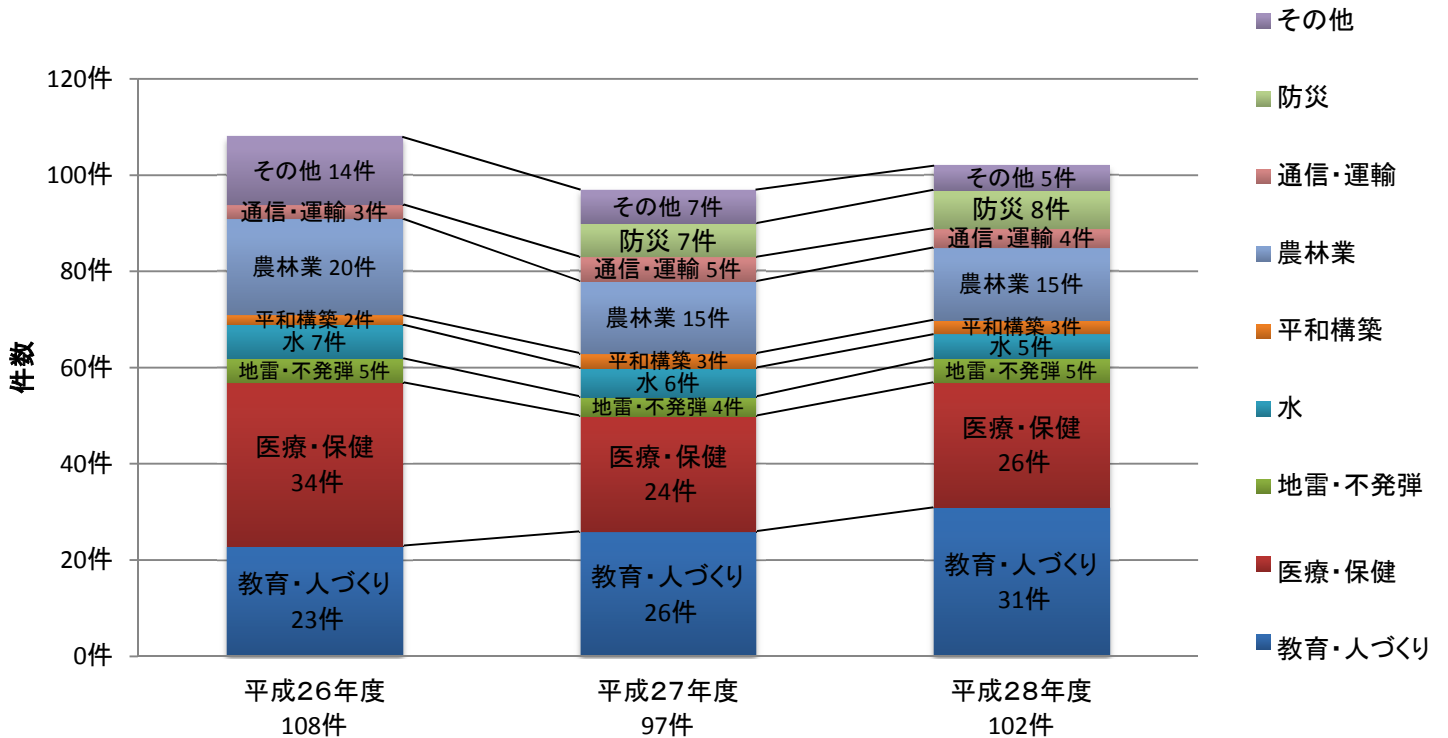 120件
100件
80件
60件
40件
20件
0件
件数
その他 14件
通信・運輸 3件
農林業 20件
平和構築 2件
水 7件
地雷・不発弾 5件
医療・保健
34件
教育・人づくり
23件
その他 7件
防災 7件
通信・運輸 5件
農林業 15件
平和構築 3件
水 6件
地雷・不発弾 4件
医療・保健
24件
教育・人づくり
26件
その他 5件
防災 8件
通信・運輸 4件
農林業 15件
平和構築 3件
水 5件
地雷・不発弾 5件
医療・保健
26件
教育・人づくり
31件
平成26年度
108件
平成27年度
97件
平成28年度
102件
その他
防災
通信・運輸
農林業
平和構築
水
地雷・不発弾
医療・保健
教育・人づくり